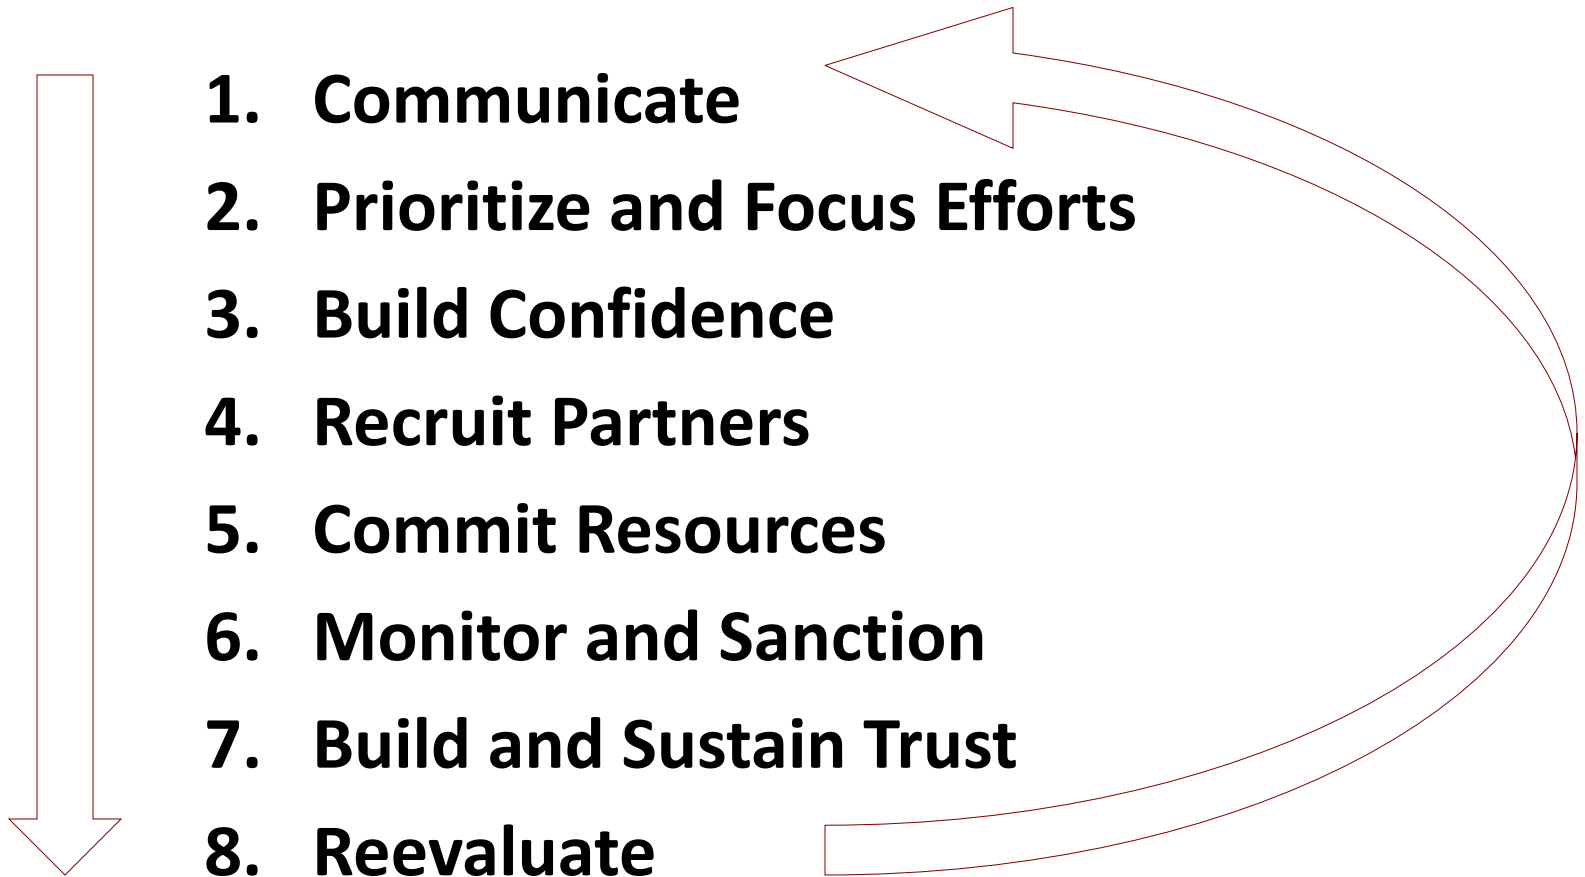 1. Communicate
2. Prioritize and Focus Efforts
3. Build Confidence
4. Recruit Partners
5. Commit Resources
6. Monitor and Sanction
7. Build and Sustain Trust
8. Reevaluate